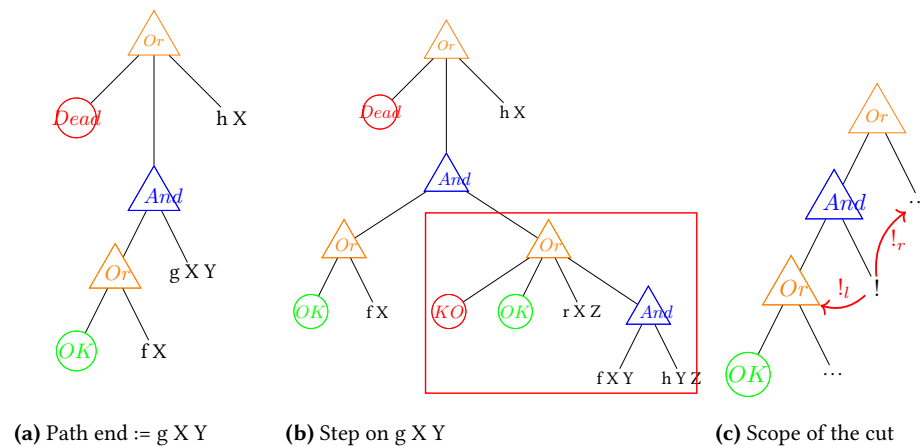 Or
Dead
h X
And
Or
g X Y
OK
f X
(a) Path end := g X Y
Or
Dead
h X
And
Or
Or
OK
f X
KO
OK
r X Z
And
f X Y
h Y Z
(b) Step on g X Y
Or
And
...
!r
Or
!l
!
OK
...
(c) Scope of the cut